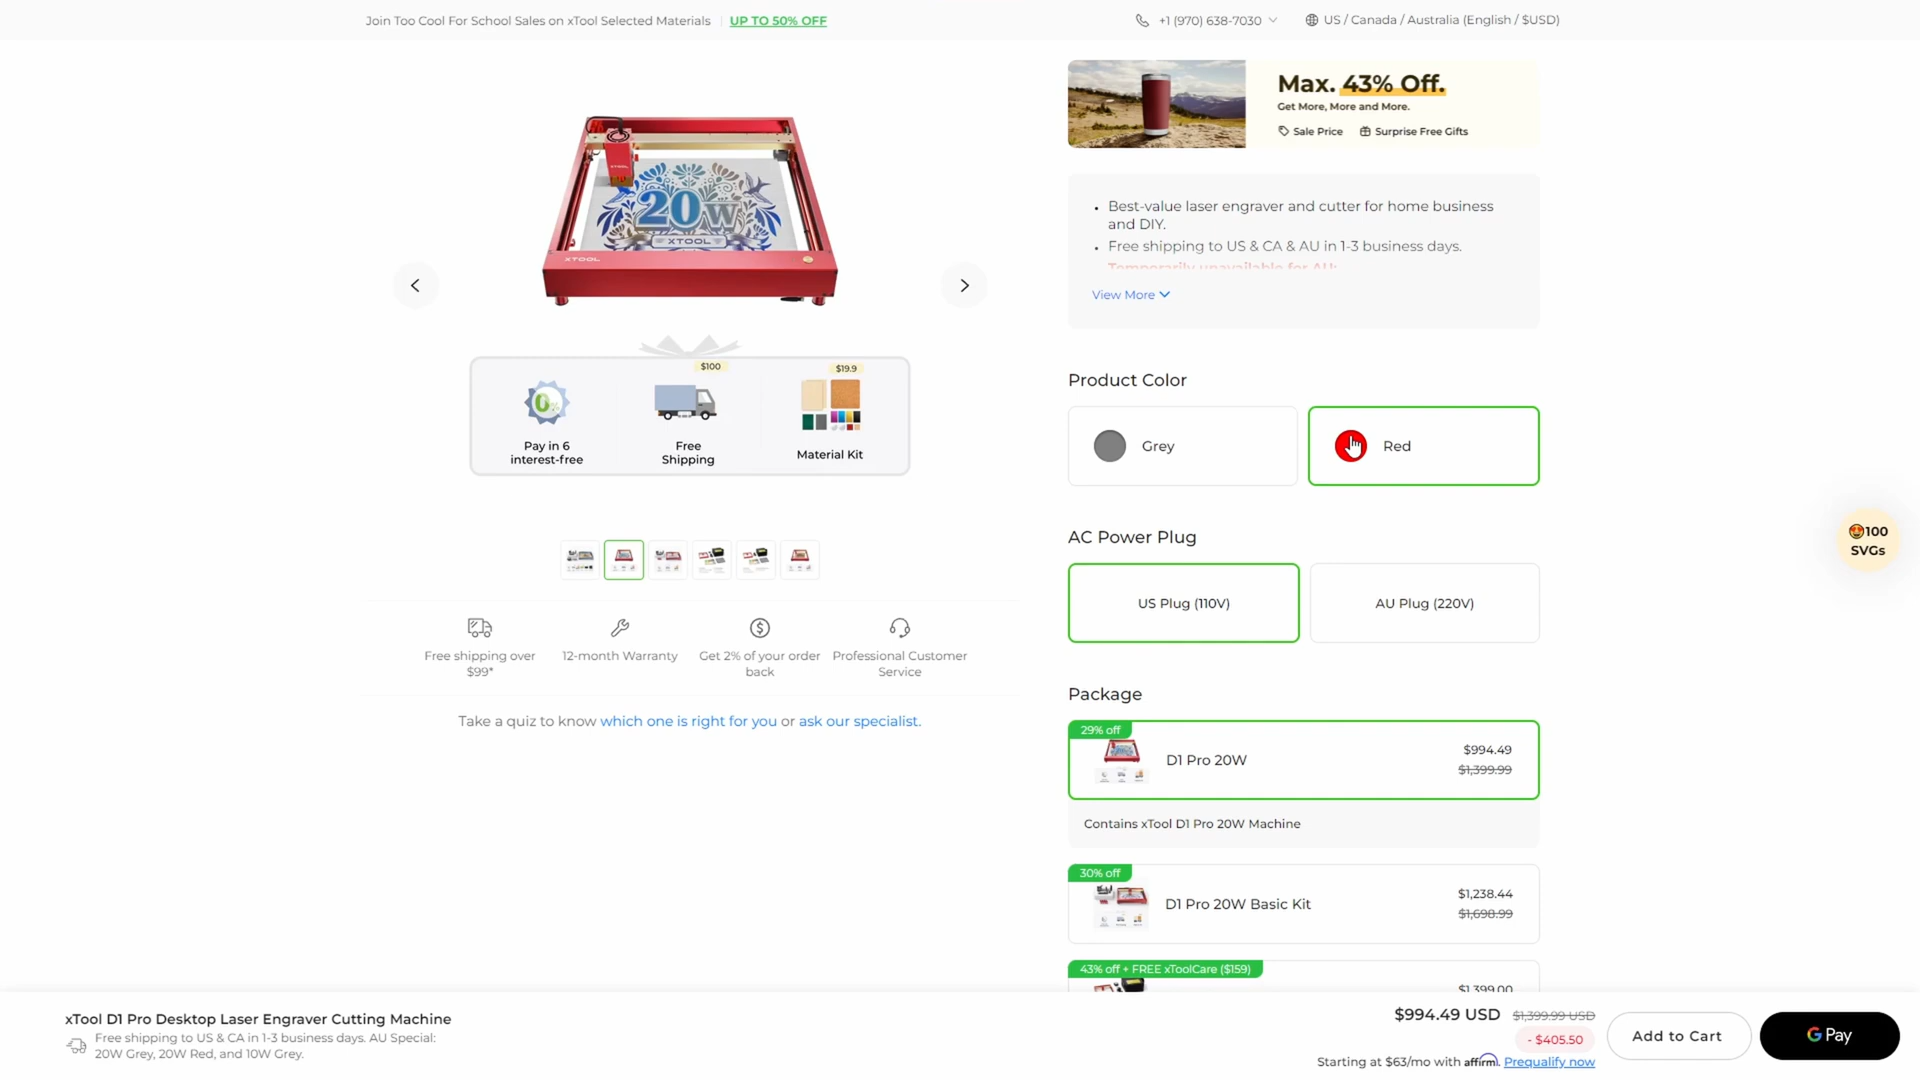 Join Too Cool For School Sales on xTool Selected Materials
UP TO 50% OFF
+1 (970) 638-7030
US / Canada / Australia (English / $USD)
XTOOL
20W
XTOOL
XTOOL
$100
$19.9
0%
Pay in 6
interest-free
Free
Shipping
Material Kit
Free shipping over
$99*
12-month Warranty
Get 2% of your order
back
Professional Customer
Service
Take a quiz to know which one is right for you or ask our specialist.
Max. 43% Off.
Get More, More and More.
Sale Price
Surprise Free Gifts
Best-value laser engraver and cutter for home business
and DIY.
Free shipping to US & CA & AU in 1-3 business days.
Temporarily unavailable for AU:
View More
Product Color
Grey
Red
AC Power Plug
US Plug (110V)
AU Plug (220V)
Package
29% off
D1 Pro 20W
$994.49
$1,399.99
Contains xTool D1 Pro 20W Machine
30% off
D1 Pro 20W Basic Kit
$1,238.44
$1,698.99
43% off + FREE xToolCare ($159)
$1,399.00
100
SVGs
xTool D1 Pro Desktop Laser Engraver Cutting Machine
Free shipping to US & CA in 1-3 business days. AU Special:
20W Grey, 20W Red, and 10W Grey.
$994.49 USD
$1,399.99 USD
- $405.50
Starting at $63/mo with affirm. Prequalify now
Add to Cart
G Pay